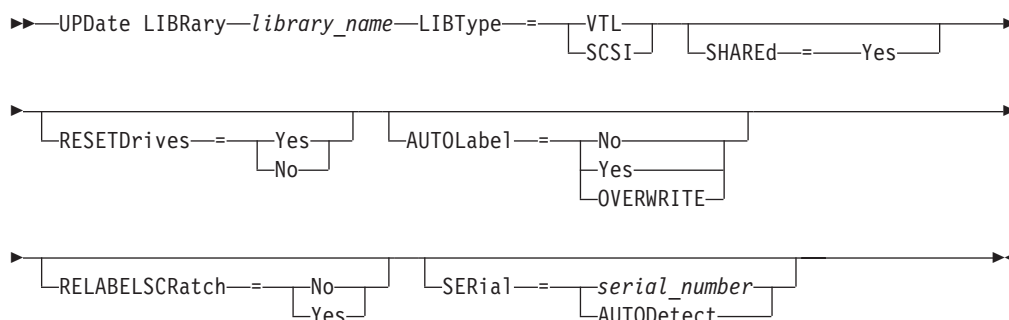 UPDate LIBRary library_name LIBType = VTL SHAREd = Yes
SCSI
RESETDrives = Yes AUTOLabel = No
No Yes
OVERWRITE
RELABELSCRatch = No SERial = serial_number
Yes AUTODetect